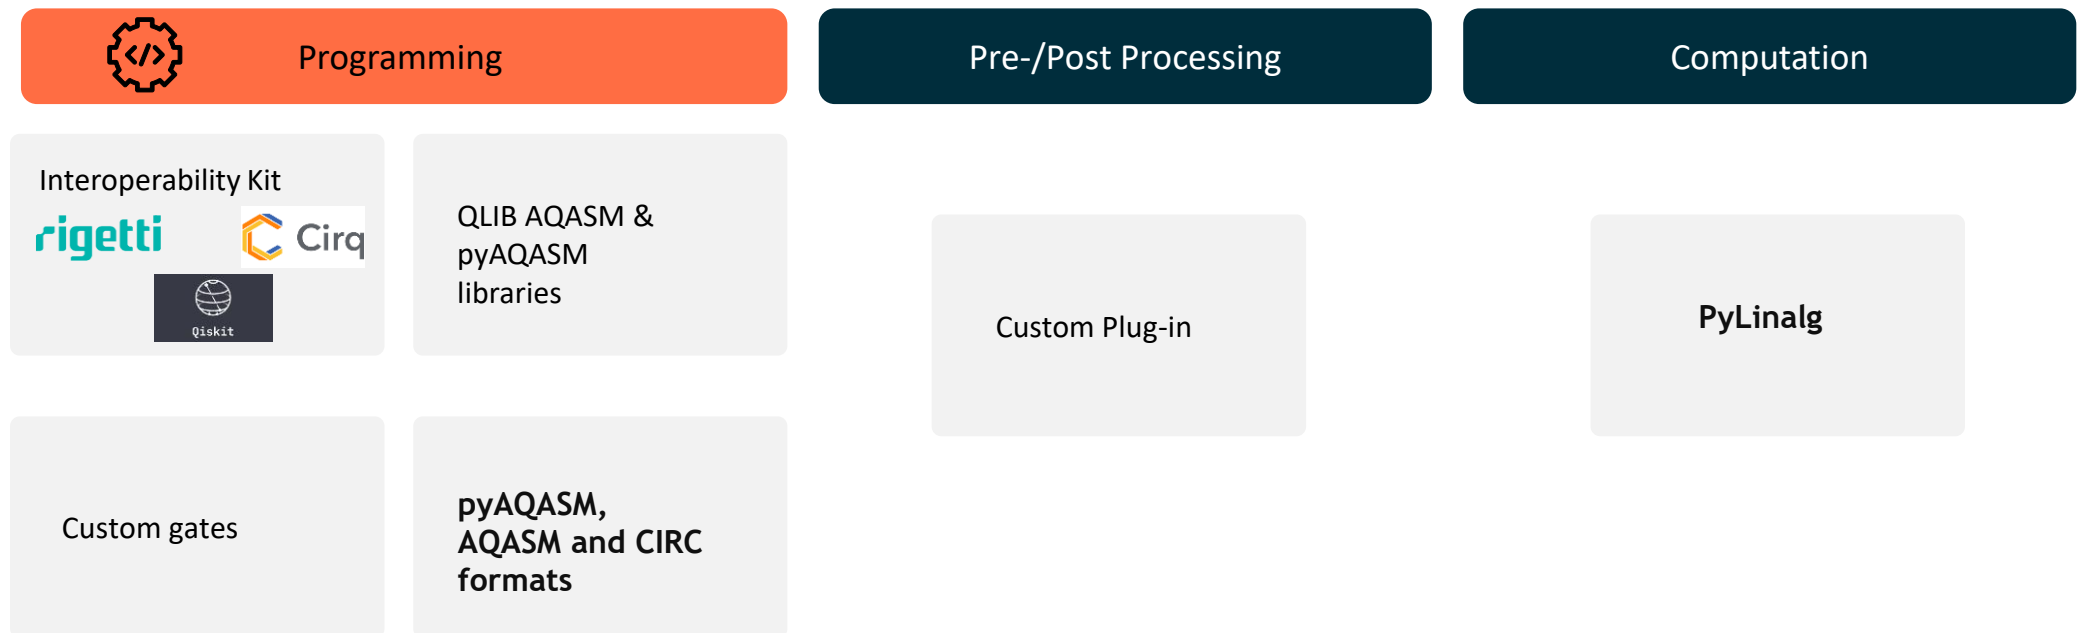 </> Programming
Pre-/Post Processing
Computation
Interoperability Kit
rigetti
Cirq
Qiskit
QLIB AQASM &
pyAQASM
libraries
Custom Plug-in
PyLinalg
Custom gates
pyAQASM,
AQASM and CIRC
formats